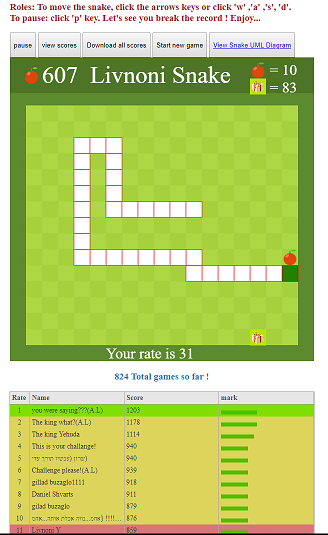 Roles: To move the snake, click the arrows keys or click 'w' ,'a' ,'s', 'd'.
To pause: click 'p' key. Let's see you break the record ! Enjoy...
pause view scores Download all scores Start new game View Snake UML Diagram
607 Livnoni Snake = 10
= 83
Your rate is 31
824 Total games so far !
Rate Name Score mark
1 you were saying???(A.L) 1203
2 The king what?(A.L) 1178
3 The king Yehuda 1114
4 This is your challange! 940
5 940
6 Challenge please!(A.L) 939
7 gillad buzaglo1111 918
8 Daniel Shvarts 911
9 gilad buzaglo 879
10 !!!!... 876
11 Livnoni Y 859